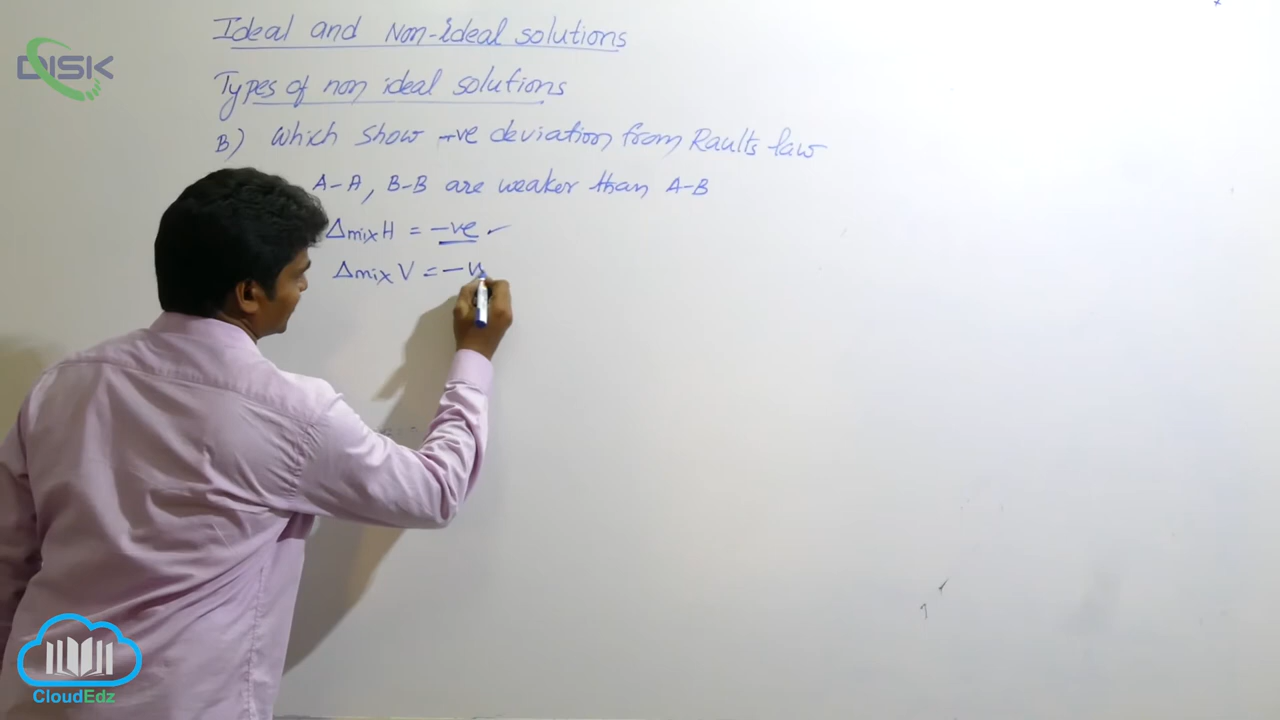 DISK
Ideal and Non-ideal solutions
Types of non ideal solutions
B) Which show -ve deviation from Raults law
A-A, B-B are weaker than A-B
ΔmixH = -ve ✓
ΔmixV = -v
CloudEdz